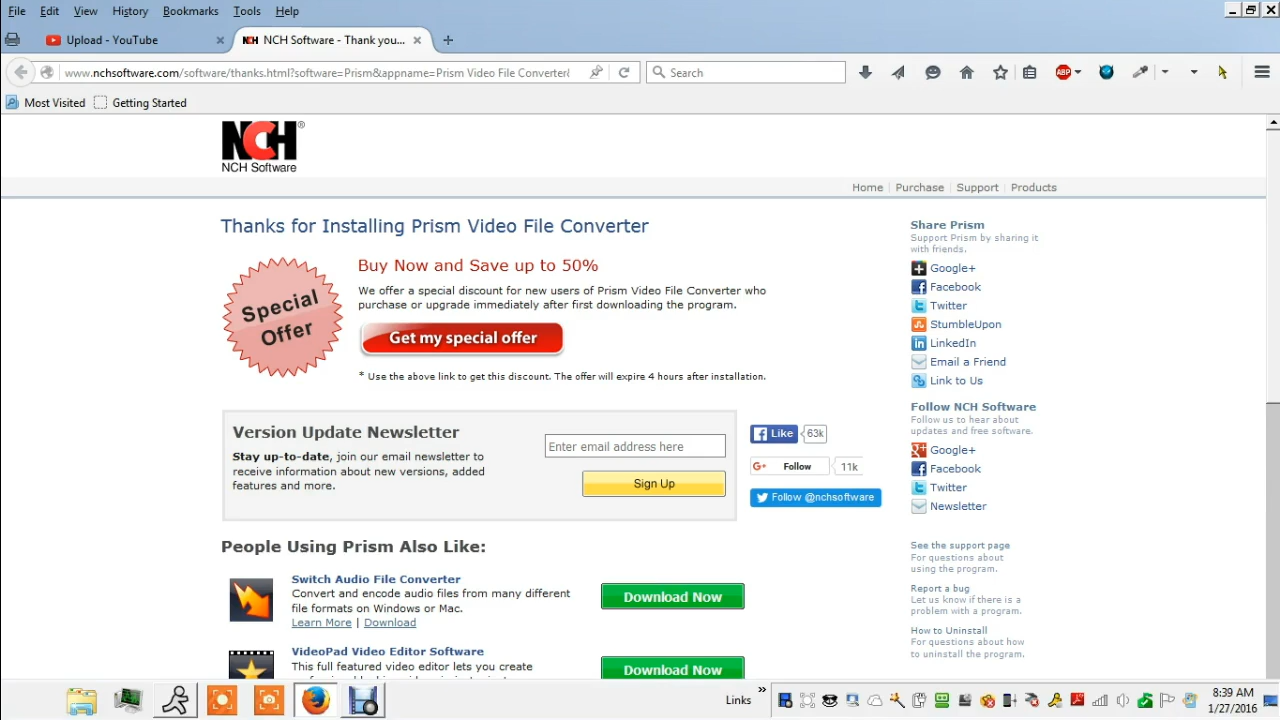 File Edit View History Bookmarks Tools Help
Upload - YouTube
NCH NCH Software - Thank you...
www.nchsoftware.com/software/thanks.html?software=Prism&appname=Prism Video File Converter&
Search
ABP
Most Visited Getting Started
NCH®
NCH Software
Home | Purchase | Support | Products
Thanks for Installing Prism Video File Converter
Special
Offer
Buy Now and Save up to 50%
We offer a special discount for new users of Prism Video File Converter who
purchase or upgrade immediately after first downloading the program.
Get my special offer
* Use the above link to get this discount. The offer will expire 4 hours after installation.
Version Update Newsletter
Stay up-to-date, join our email newsletter to
receive information about new versions, added
features and more.
Enter email address here
Sign Up
Like 63k
G+ Follow 11k
Follow @nchsoftware
People Using Prism Also Like:
Switch Audio File Converter
Convert and encode audio files from many different
file formats on Windows or Mac.
Learn More | Download
Download Now
VideoPad Video Editor Software
This full featured video editor lets you create
Download Now
Share Prism
Support Prism by sharing it
with friends.
Google+
Facebook
Twitter
StumbleUpon
LinkedIn
Email a Friend
Link to Us
Follow NCH Software
Follow us to hear about
updates and free software.
Google+
Facebook
Twitter
Newsletter
See the support page
For questions about
using the program.
Report a bug
Let us know if there is a
problem with a program.
How to Uninstall
For questions about how
to uninstall the program.
Links »
8:39 AM
1/27/2016